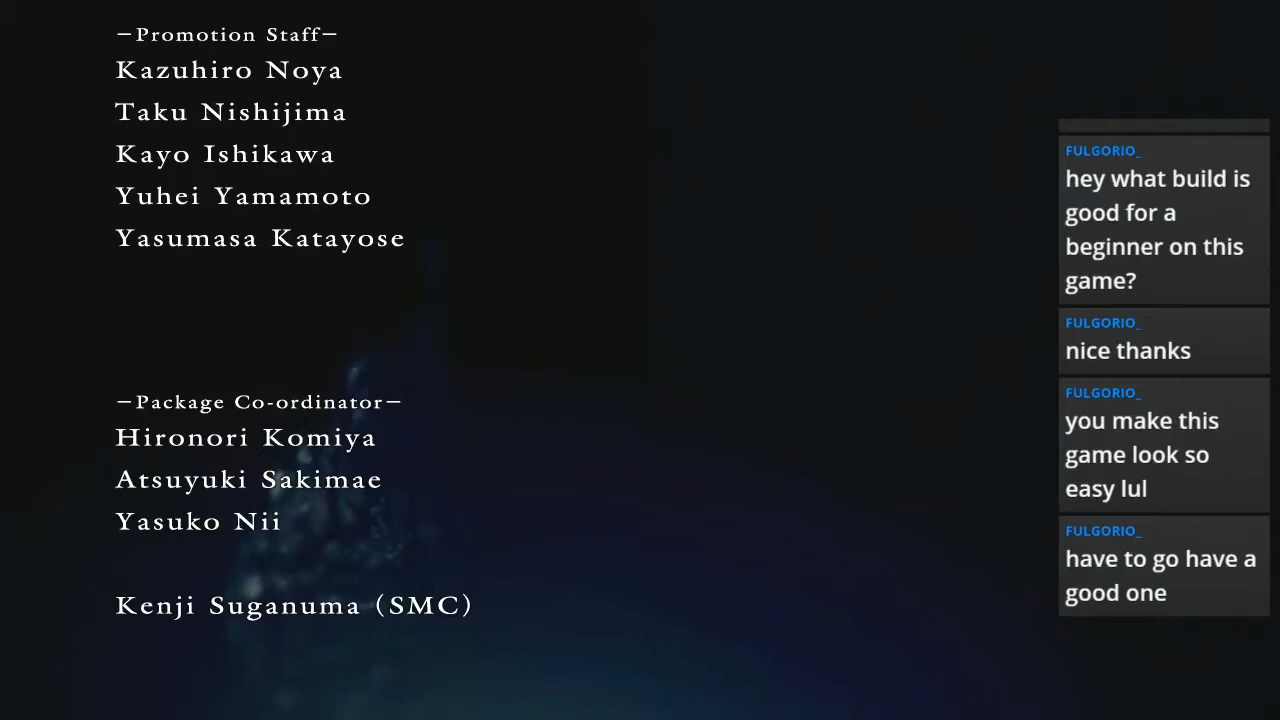 －Promotion Staff－
Kazuhiro Noya
Taku Nishijima
Kayo Ishikawa
Yuhei Yamamoto
Yasumasa Katayose
－Package Co-ordinator－
Hironori Komiya
Atsuyuki Sakimae
Yasuko Nii
Kenji Suganuma（SMC）
FULGORIO_
hey what build is
good for a
beginner on this
game?
FULGORIO_
nice thanks
FULGORIO_
you make this
game look so
easy lul
FULGORIO_
have to go have a
good one